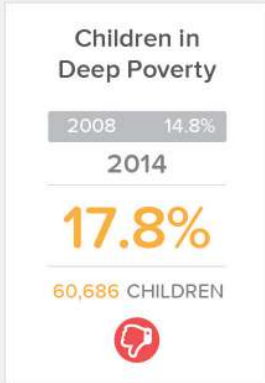 Children in
Deep Poverty
2008 14.8%
2014
17.8%
60,686 CHILDREN